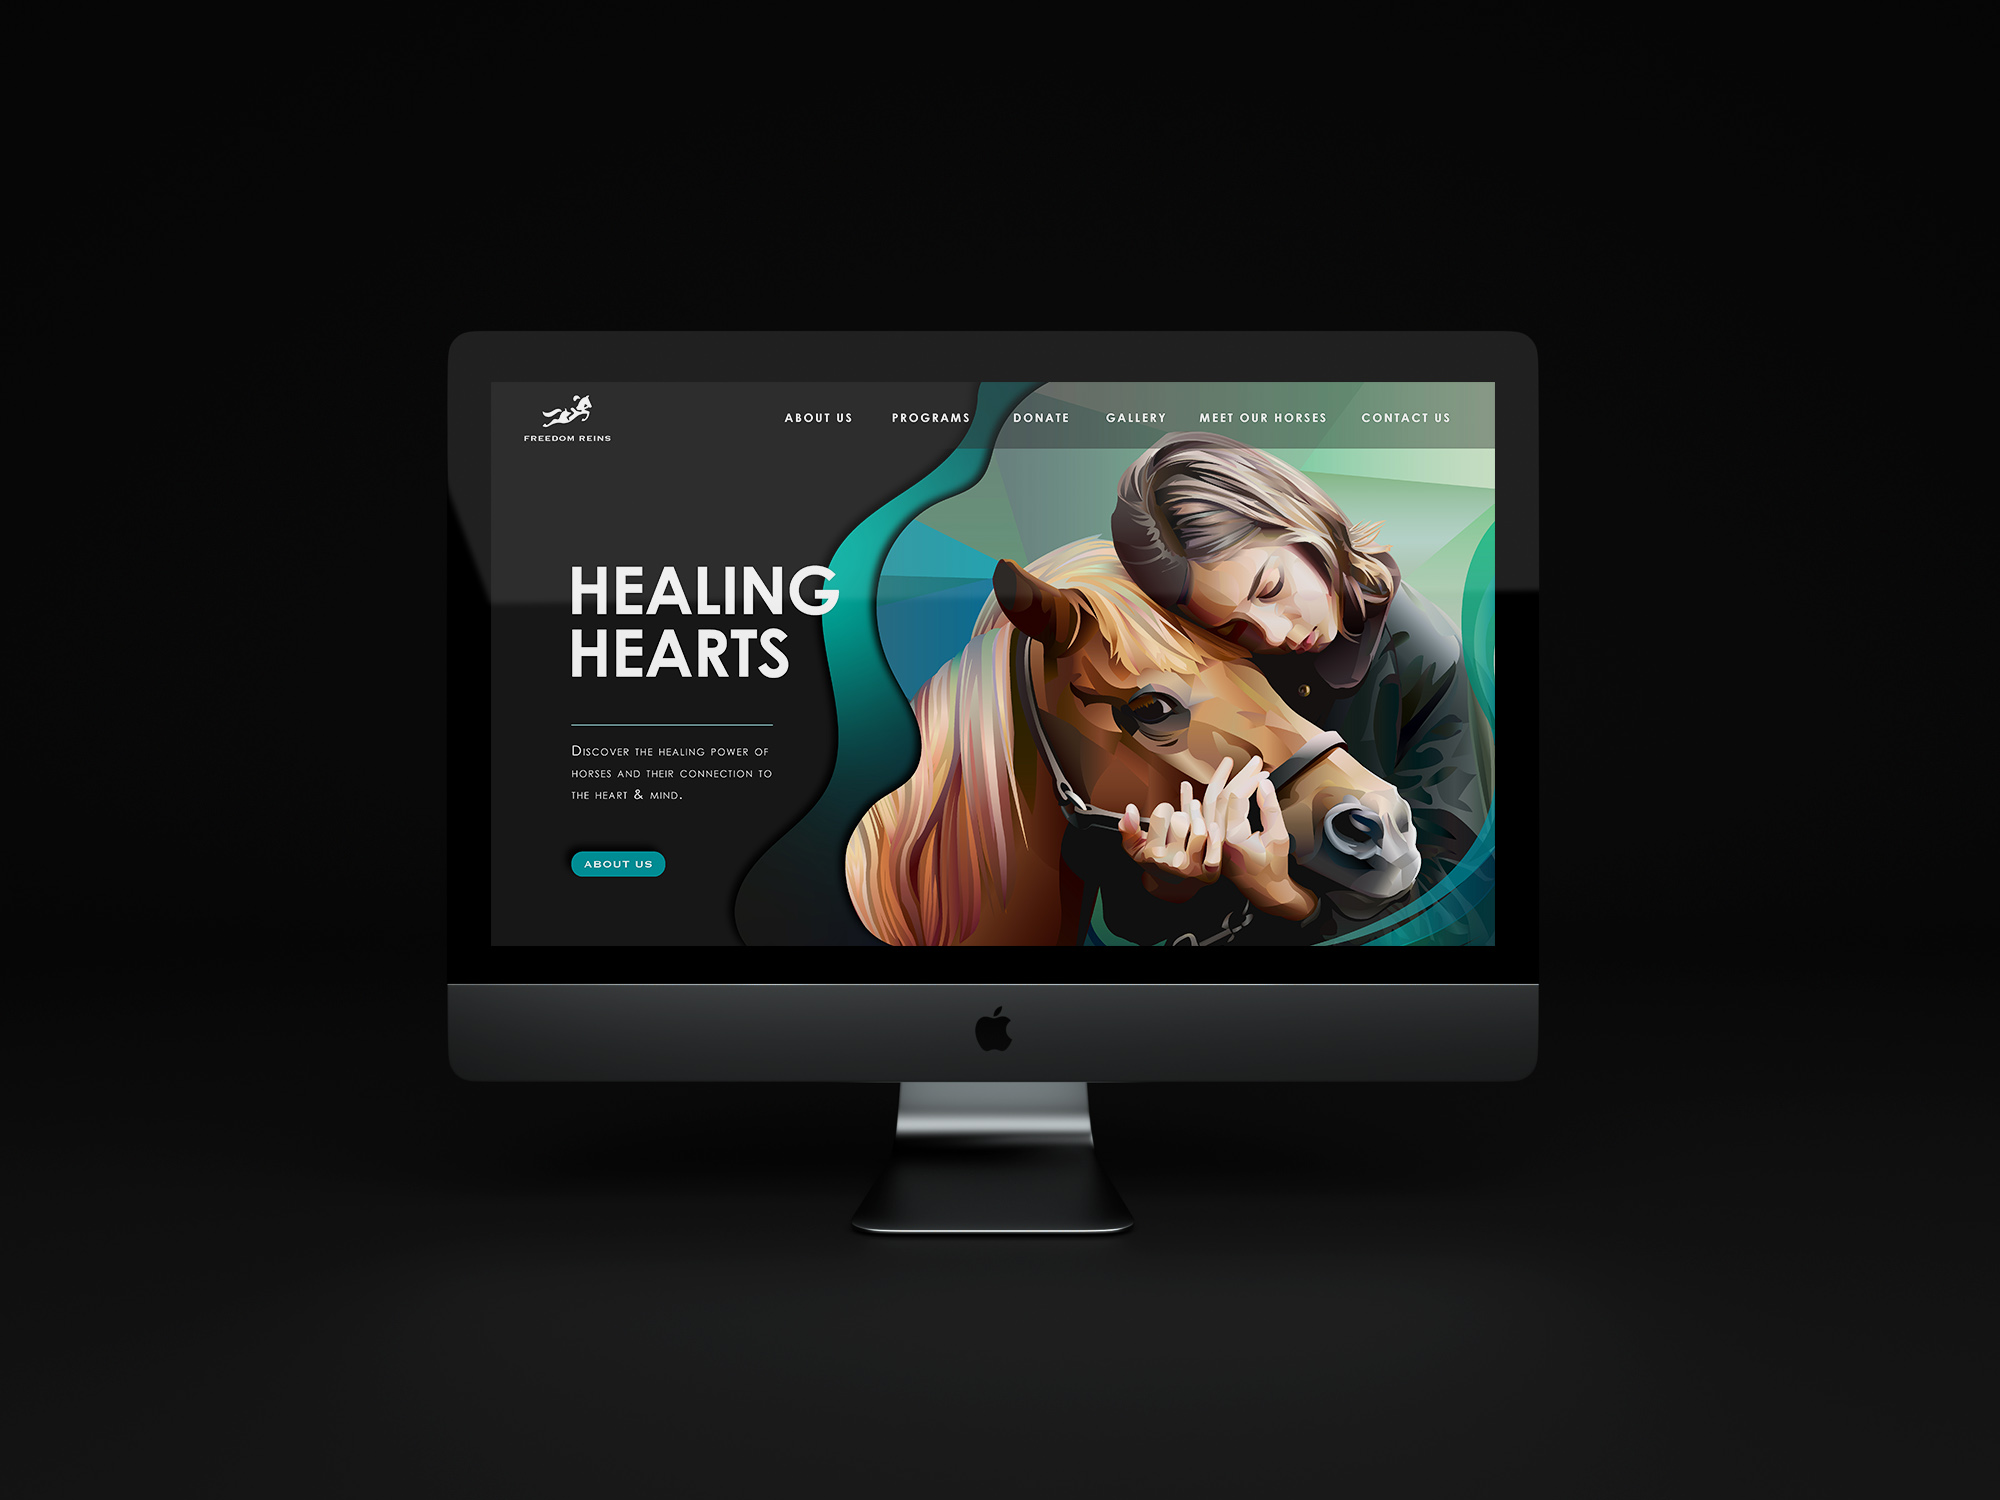 FREEDOM REINS
ABOUT US PROGRAMS DONATE GALLERY MEET OUR HORSES CONTACT US
HEALING
HEARTS
Discover the healing power of
horses and their connection to
the heart & mind.
ABOUT US